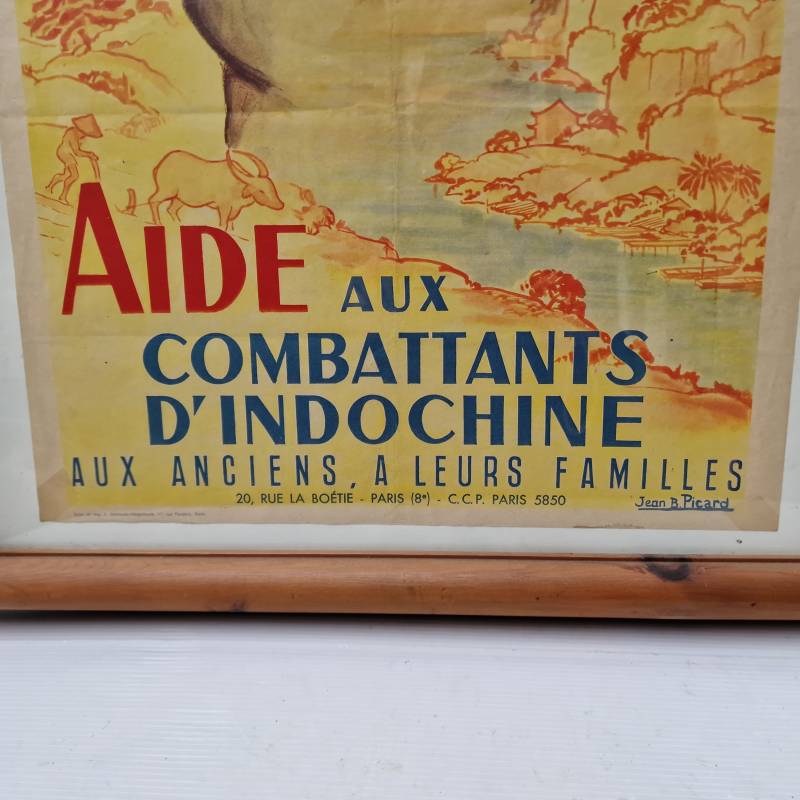 AIDE AUX
COMBATTANTS
D'INDOCHINE
AUX ANCIENS, A LEURS FAMILLES
20, RUE LA BOÉTIE - PARIS (8e) - C.C.P. PARIS 5850
Jean B. Picard